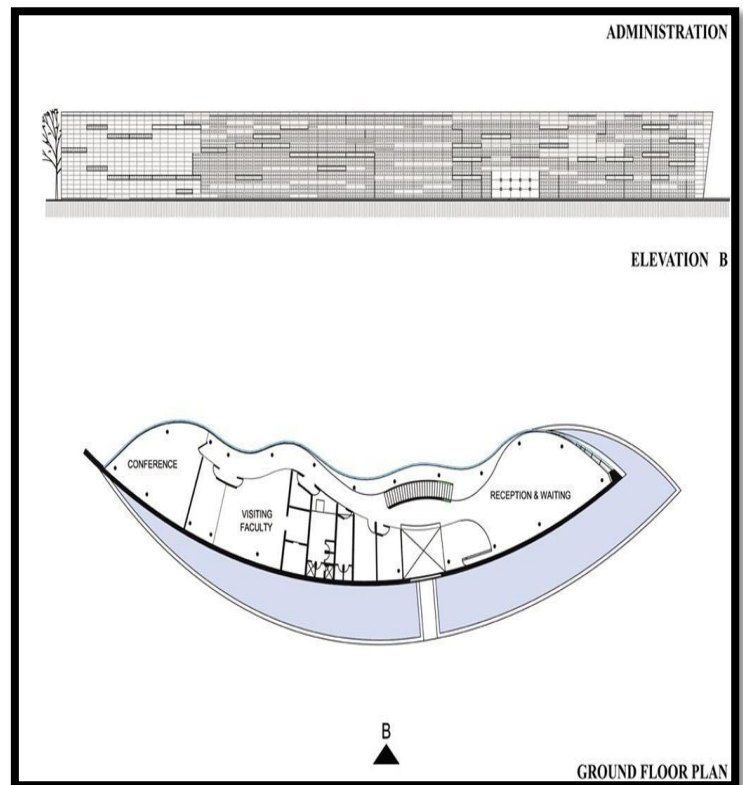 ADMINISTRATION
ELEVATION B
CONFERENCE
VISITING
FACULTY
RECEPTION & WAITING
B
GROUND FLOOR PLAN